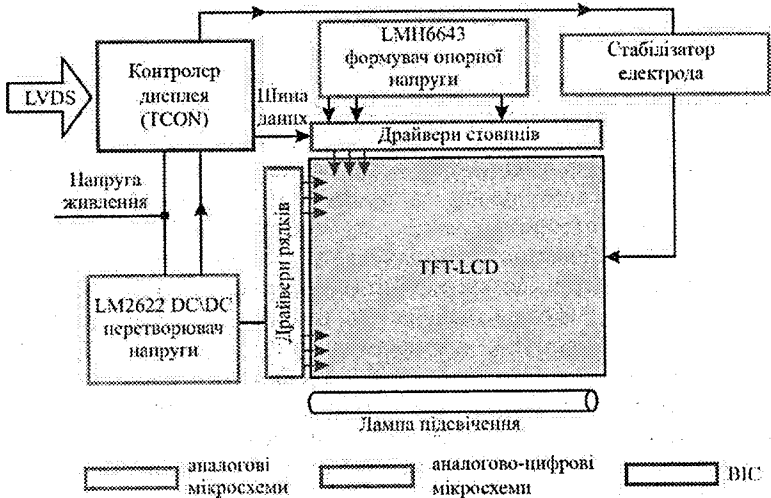 LMH6643
формувач опорної
напруги
Стабілізатор
електрода
Контролер
дисплея
(TCON)
LVDS
Шина
даних
Драйвери стовпців
Напруга
живлення
Драйвери рядків
TFT-LCD
LM2622 DC\DC
перетворювач
напруги
Лампа підсвічення
аналогові
мікросхеми
аналогово-цифрові
мікросхеми
ВІС